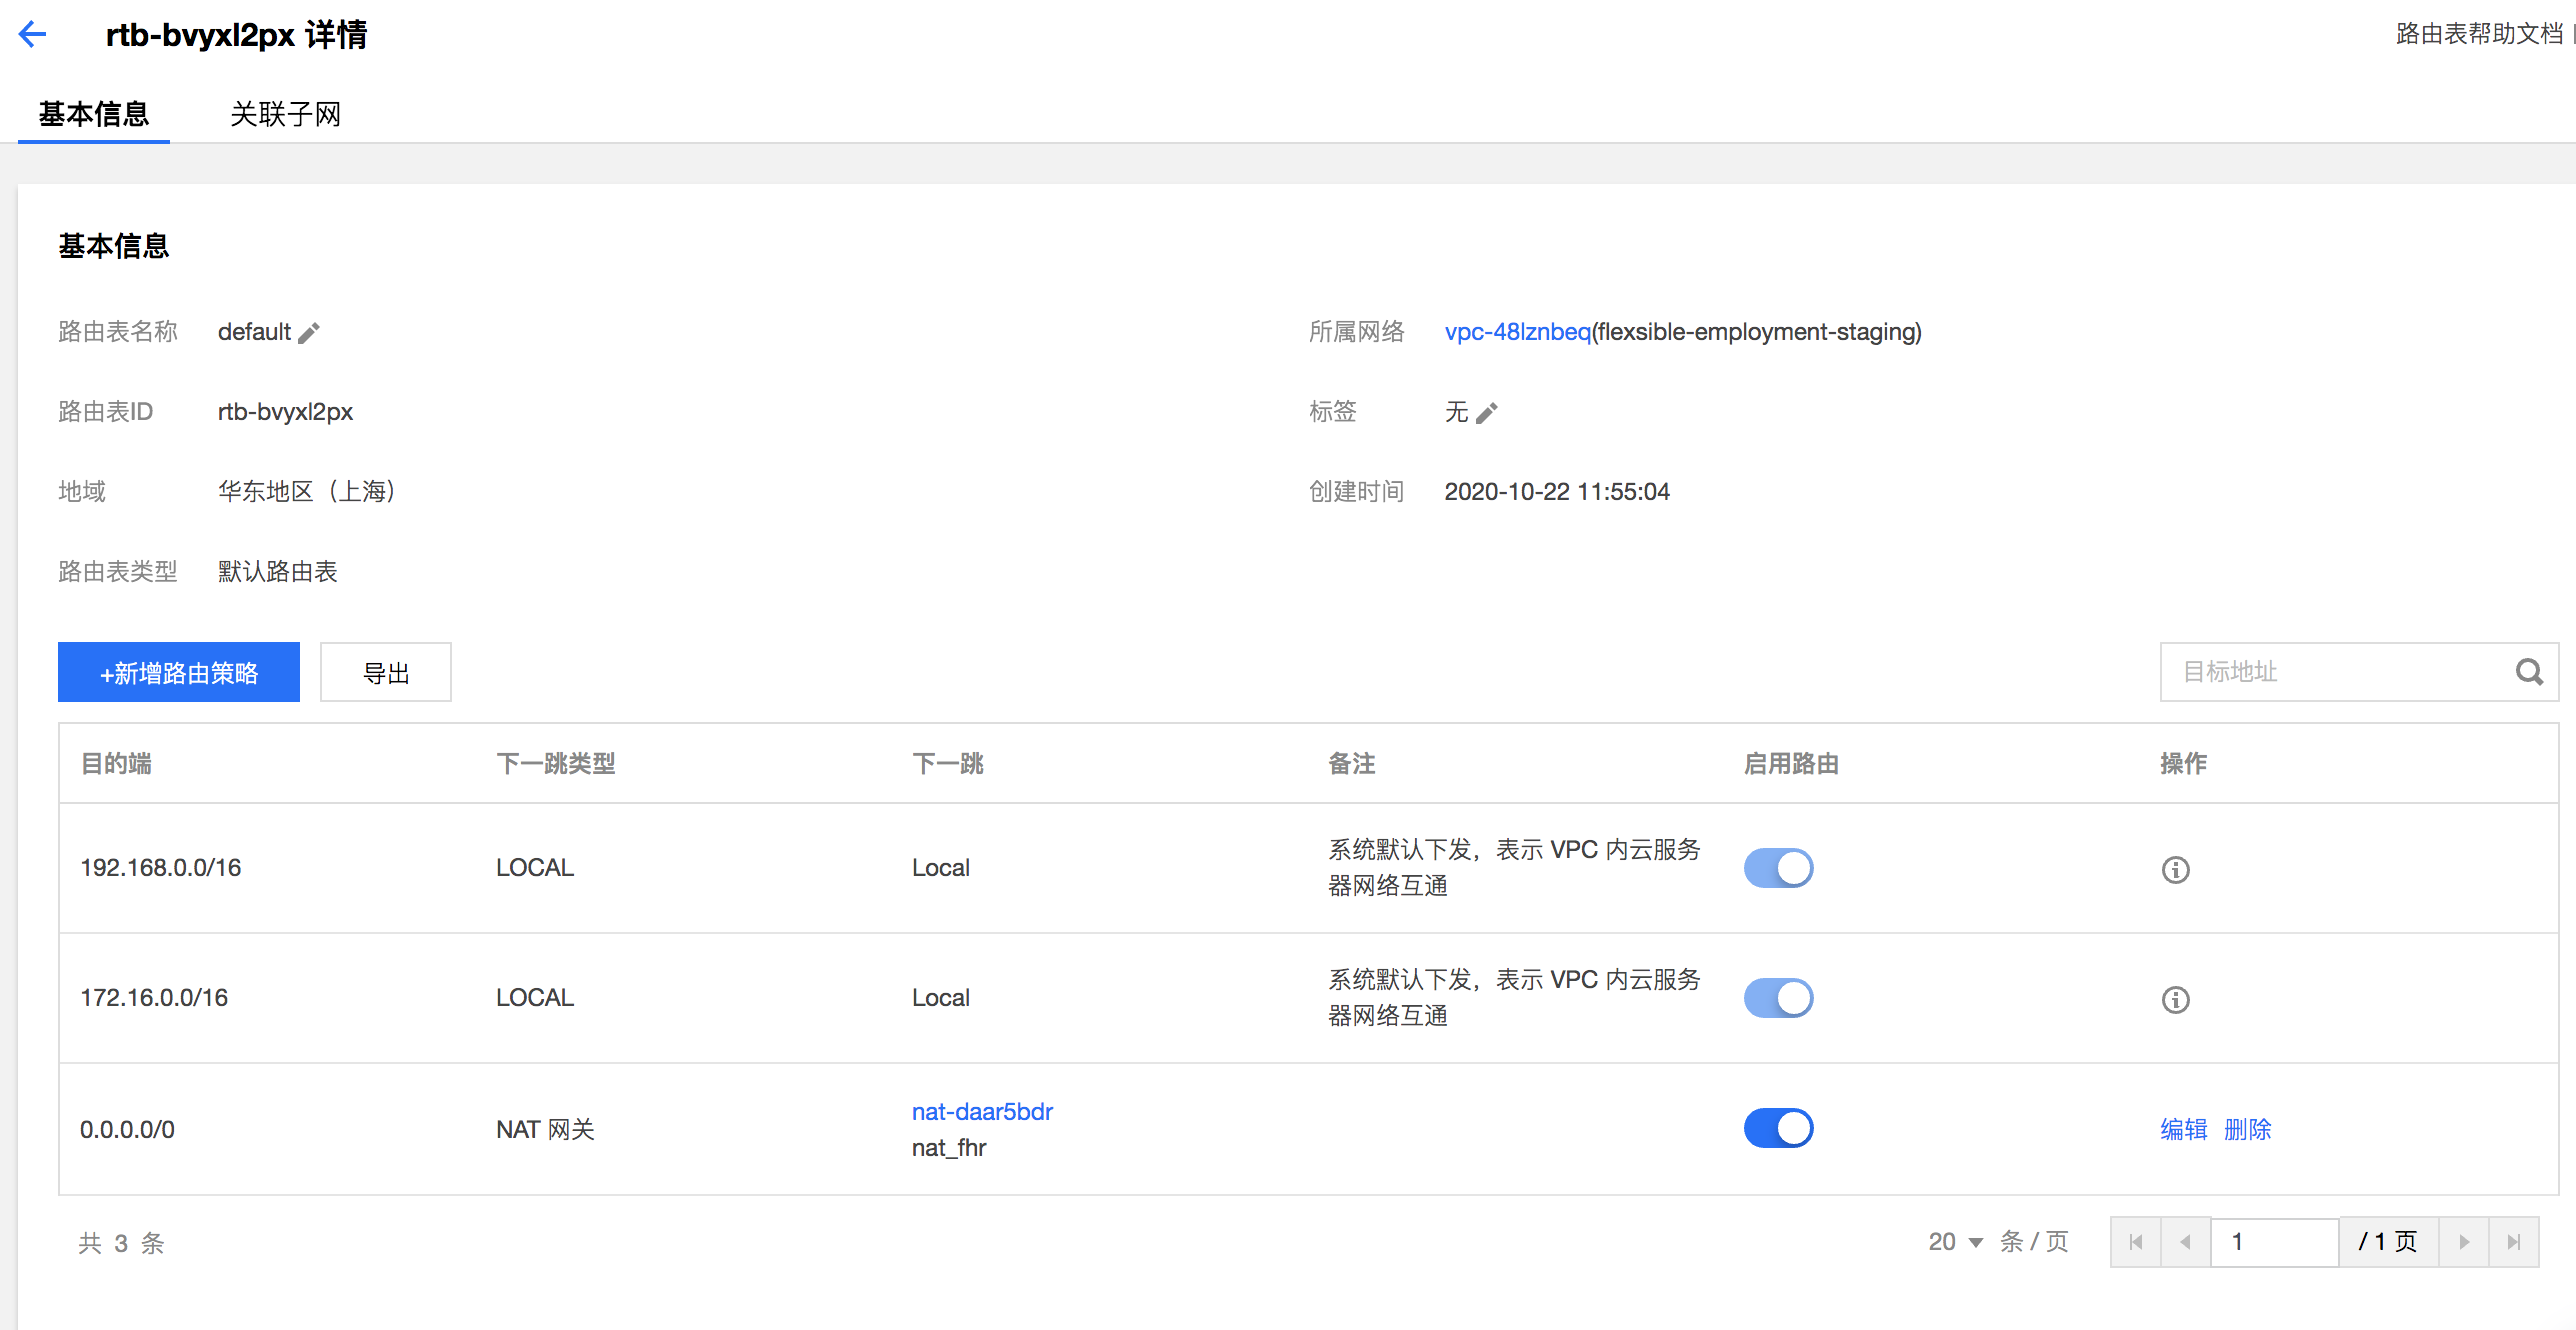 rtb-bvyxl2px 详情
路由表帮助文档
基本信息
关联子网
基本信息
路由表名称 default
所属网络 vpc-48lznbeq(flexsible-employment-staging)
路由表ID rtb-bvyxl2px
标签 无
地域 华东地区（上海）
创建时间 2020-10-22 11:55:04
路由表类型 默认路由表
+新增路由策略
导出
目标地址
目的端 下一跳类型 下一跳 备注 启用路由 操作
192.168.0.0/16 LOCAL Local 系统默认下发，表示 VPC 内云服务
器网络互通
172.16.0.0/16 LOCAL Local 系统默认下发，表示 VPC 内云服务
器网络互通
0.0.0.0/0 NAT 网关 nat-daar5bdr 编辑 删除
nat_fhr
共 3 条
20 条 / 页 1 / 1 页